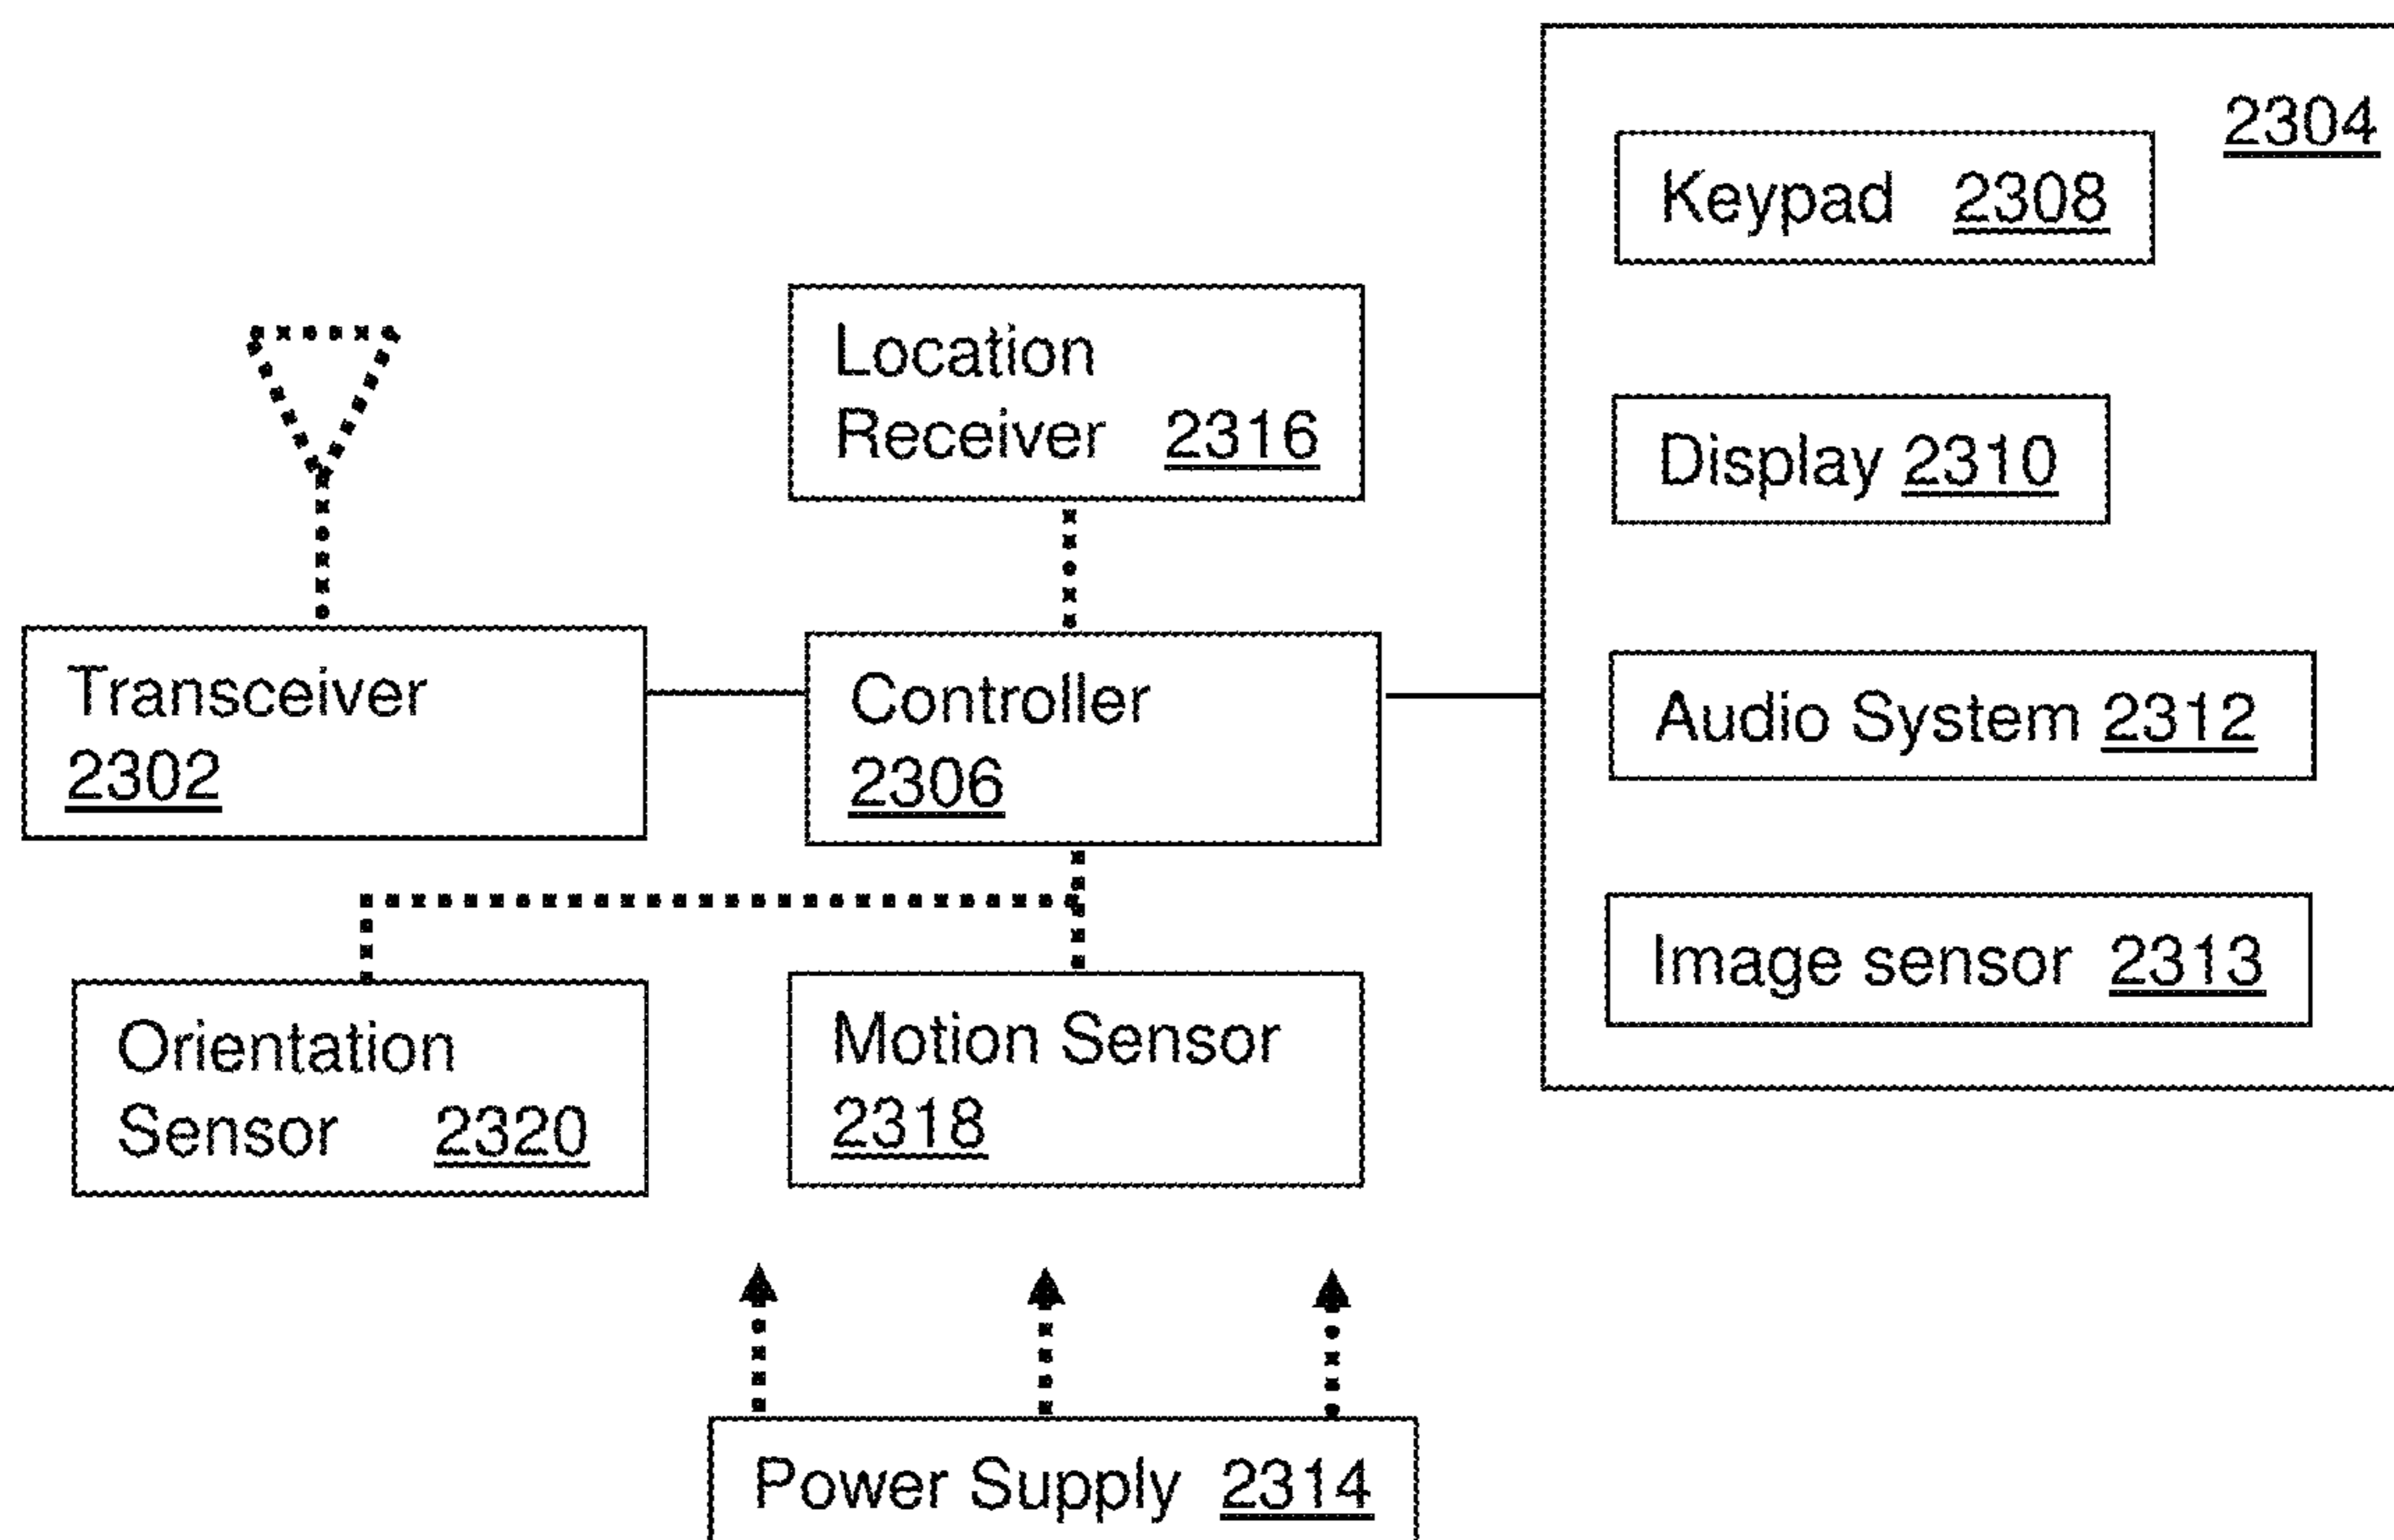 2304
Keypad 2308
Location
Receiver 2316
Display 2310
Transceiver
2302
Controller
2306
Audio System 2312
Image sensor 2313
Orientation
Sensor 2320
Motion Sensor
2318
Power Supply 2314